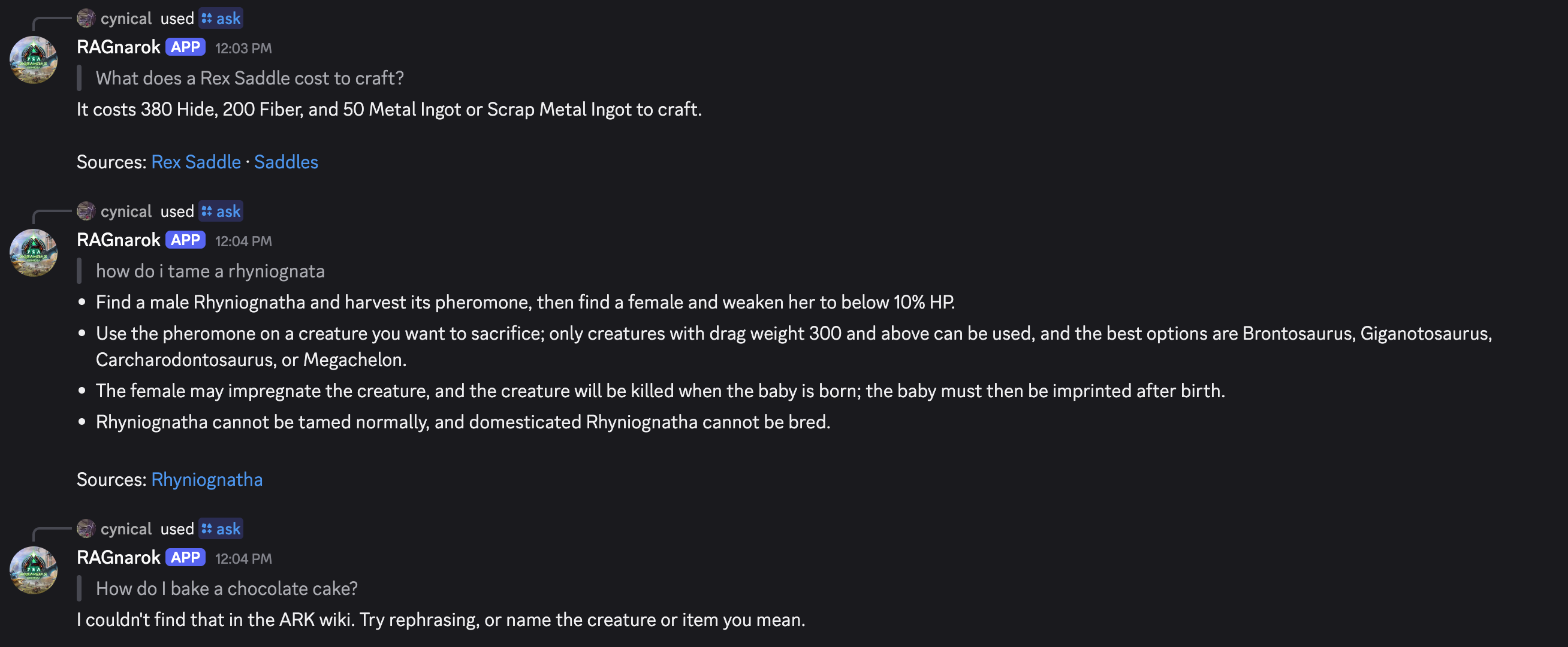 cynical used ask
RAGnarok APP 12:03 PM
What does a Rex Saddle cost to craft?
It costs 380 Hide, 200 Fiber, and 50 Metal Ingot or Scrap Metal Ingot to craft.
Sources: Rex Saddle · Saddles
cynical used ask
RAGnarok APP 12:04 PM
how do i tame a rhyniognata
• Find a male Rhyniognatha and harvest its pheromone, then find a female and weaken her to below 10% HP.
• Use the pheromone on a creature you want to sacrifice; only creatures with drag weight 300 and above can be used, and the best options are Brontosaurus, Giganotosaurus,
Carcharodontosaurus, or Megachelon.
• The female may impregnate the creature, and the creature will be killed when the baby is born; the baby must then be imprinted after birth.
• Rhyniognatha cannot be tamed normally, and domesticated Rhyniognatha cannot be bred.
Sources: Rhyniognatha
cynical used ask
RAGnarok APP 12:04 PM
How do I bake a chocolate cake?
I couldn't find that in the ARK wiki. Try rephrasing, or name the creature or item you mean.